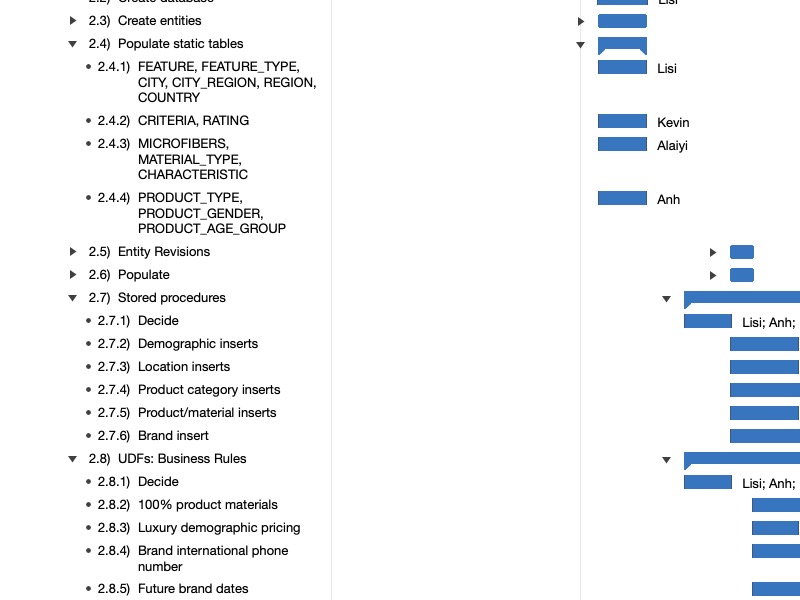 2.2) Create database Lisi
2.3) Create entities
2.4) Populate static tables
2.4.1) FEATURE, FEATURE_TYPE, Lisi
CITY, CITY_REGION, REGION,
COUNTRY
2.4.2) CRITERIA, RATING Kevin
2.4.3) MICROFIBERS, Alaiyi
MATERIAL_TYPE,
CHARACTERISTIC
2.4.4) PRODUCT_TYPE, Anh
PRODUCT_GENDER,
PRODUCT_AGE_GROUP
2.5) Entity Revisions
2.6) Populate
2.7) Stored procedures
2.7.1) Decide Lisi; Anh;
2.7.2) Demographic inserts
2.7.3) Location inserts
2.7.4) Product category inserts
2.7.5) Product/material inserts
2.7.6) Brand insert
2.8) UDFs: Business Rules
2.8.1) Decide Lisi; Anh;
2.8.2) 100% product materials
2.8.3) Luxury demographic pricing
2.8.4) Brand international phone
number
2.8.5) Future brand dates